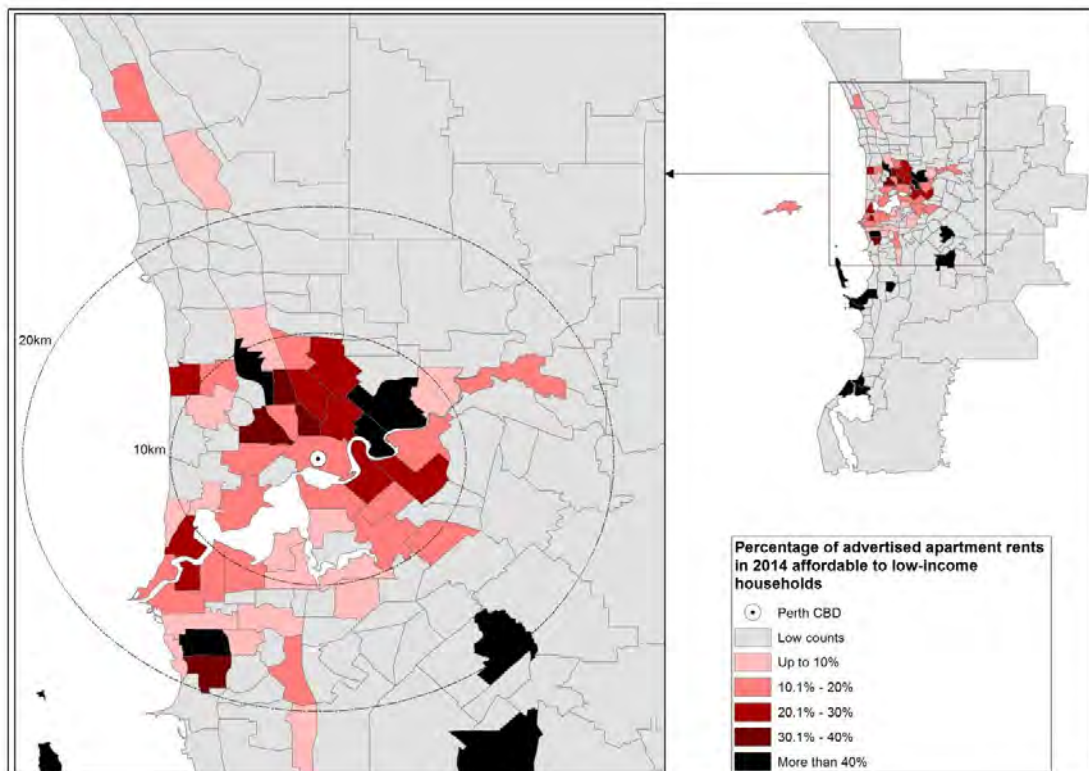 20km
10km
Percentage of advertised apartment rents
in 2014 affordable to low-income
households
Perth CBD
Low counts
Up to 10%
10.1% - 20%
20.1% - 30%
30.1% - 40%
More than 40%